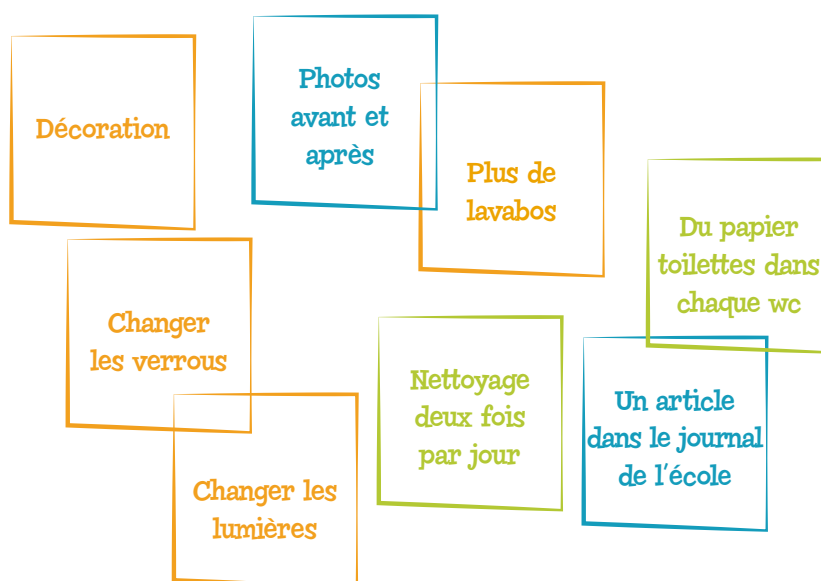 Décoration
Photos
avant et
après
Plus de
lavabos
Du papier
toilettes dans
chaque wc
Changer
les verrous
Nettoyage
deux fois
par jour
Un article
dans le journal
de l'école
Changer les
lumières